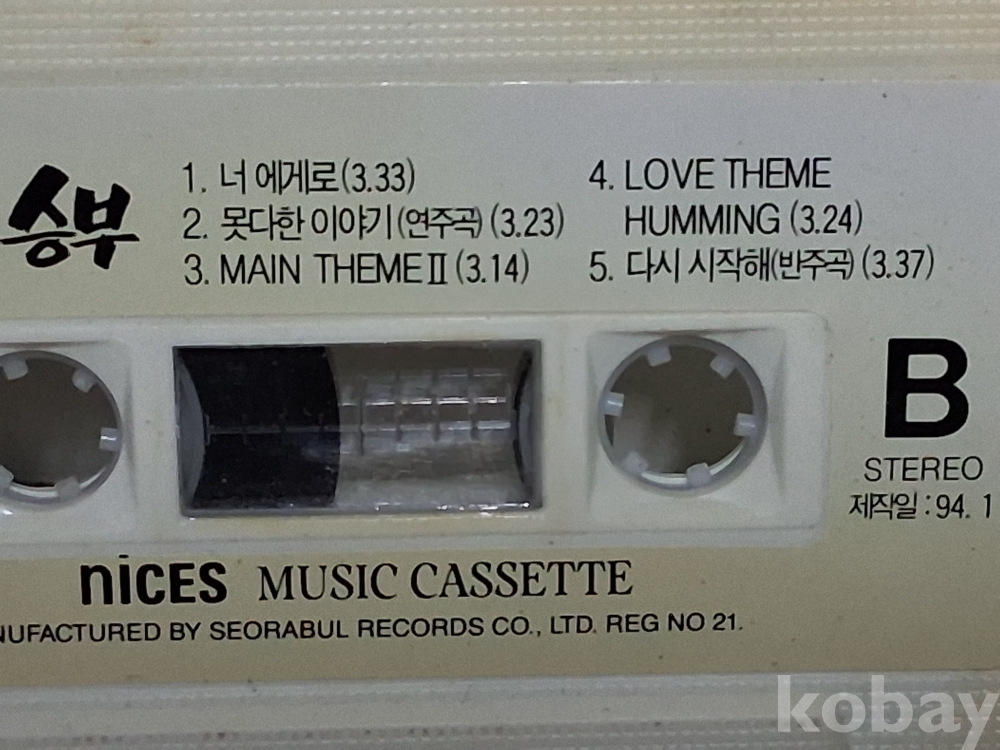 승부
1. 너에게로 (3.33)
2. 못다한 이야기 (연주곡) (3.23)
3. MAIN THEME Ⅱ (3.14)
4. LOVE THEME
HUMMING (3.24)
5. 다시 시작해(반주곡) (3.37)
B
STEREO
제작일 : 94. 1
nicES MUSIC CASSETTE
NUFACTURED BY SEORABUL RECORDS CO., LTD. REG NO 21.
kobay